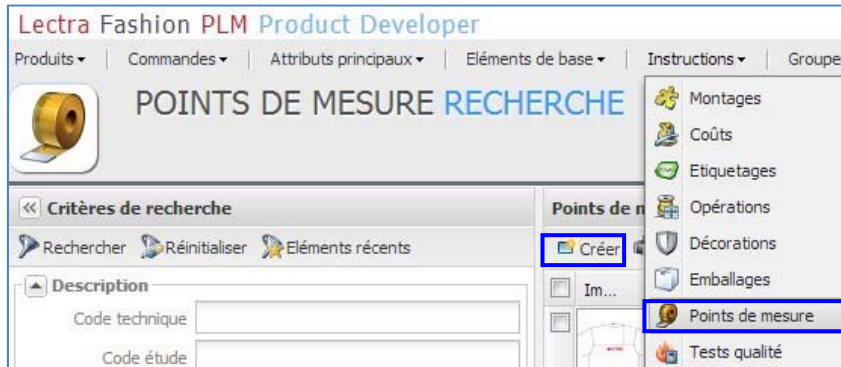 Lectra Fashion PLM Product Developer
Produits Commandes Attributs principaux Eléments de base Instructions Groupe
POINTS DE MESURE RECHERCHE
Montages
Coûts
Etiquetages
Opérations
Décorations
Emballages
Points de mesure
Tests qualité
Critères de recherche
Rechercher Réinitialiser Eléments récents
Description
Code technique
Code étude
Points de m
Créer
Im...